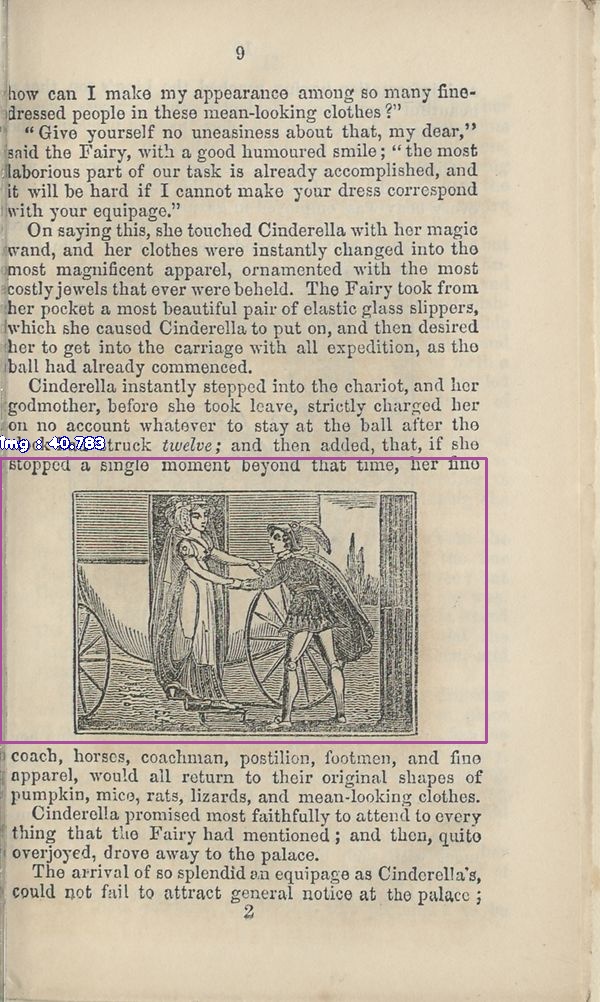 9
how can I make my appearance among so many fine-
dressed people in these mean-looking clothes?"
"Give yourself no uneasiness about that, my dear,"
said the Fairy, with a good humoured smile; "the most
laborious part of our task is already accomplished, and
it will be hard if I cannot make your dress correspond
with your equipage."
On saying this, she touched Cinderella with her magic
wand, and her clothes were instantly changed into the
most magnificent apparel, ornamented with the most
costly jewels that ever were beheld. The Fairy took from
her pocket a most beautiful pair of elastic glass slippers,
which she caused Cinderella to put on, and then desired
her to get into the carriage with all expedition, as the
ball had already commenced.
Cinderella instantly stepped into the chariot, and her
godmother, before she took leave, strictly charged her
on no account whatever to stay at the ball after the
Img : 40.783 truck twelve; and then added, that, if she
stopped a single moment beyond that time, her fine
coach, horses, coachman, postilion, footmen, and fine
apparel, would all return to their original shapes of
pumpkin, mice, rats, lizards, and mean-looking clothes.
Cinderella promised most faithfully to attend to every
thing that the Fairy had mentioned; and then, quite
overjoyed, drove away to the palace.
The arrival of so splendid an equipage as Cinderella's,
could not fail to attract general notice at the palace;
2